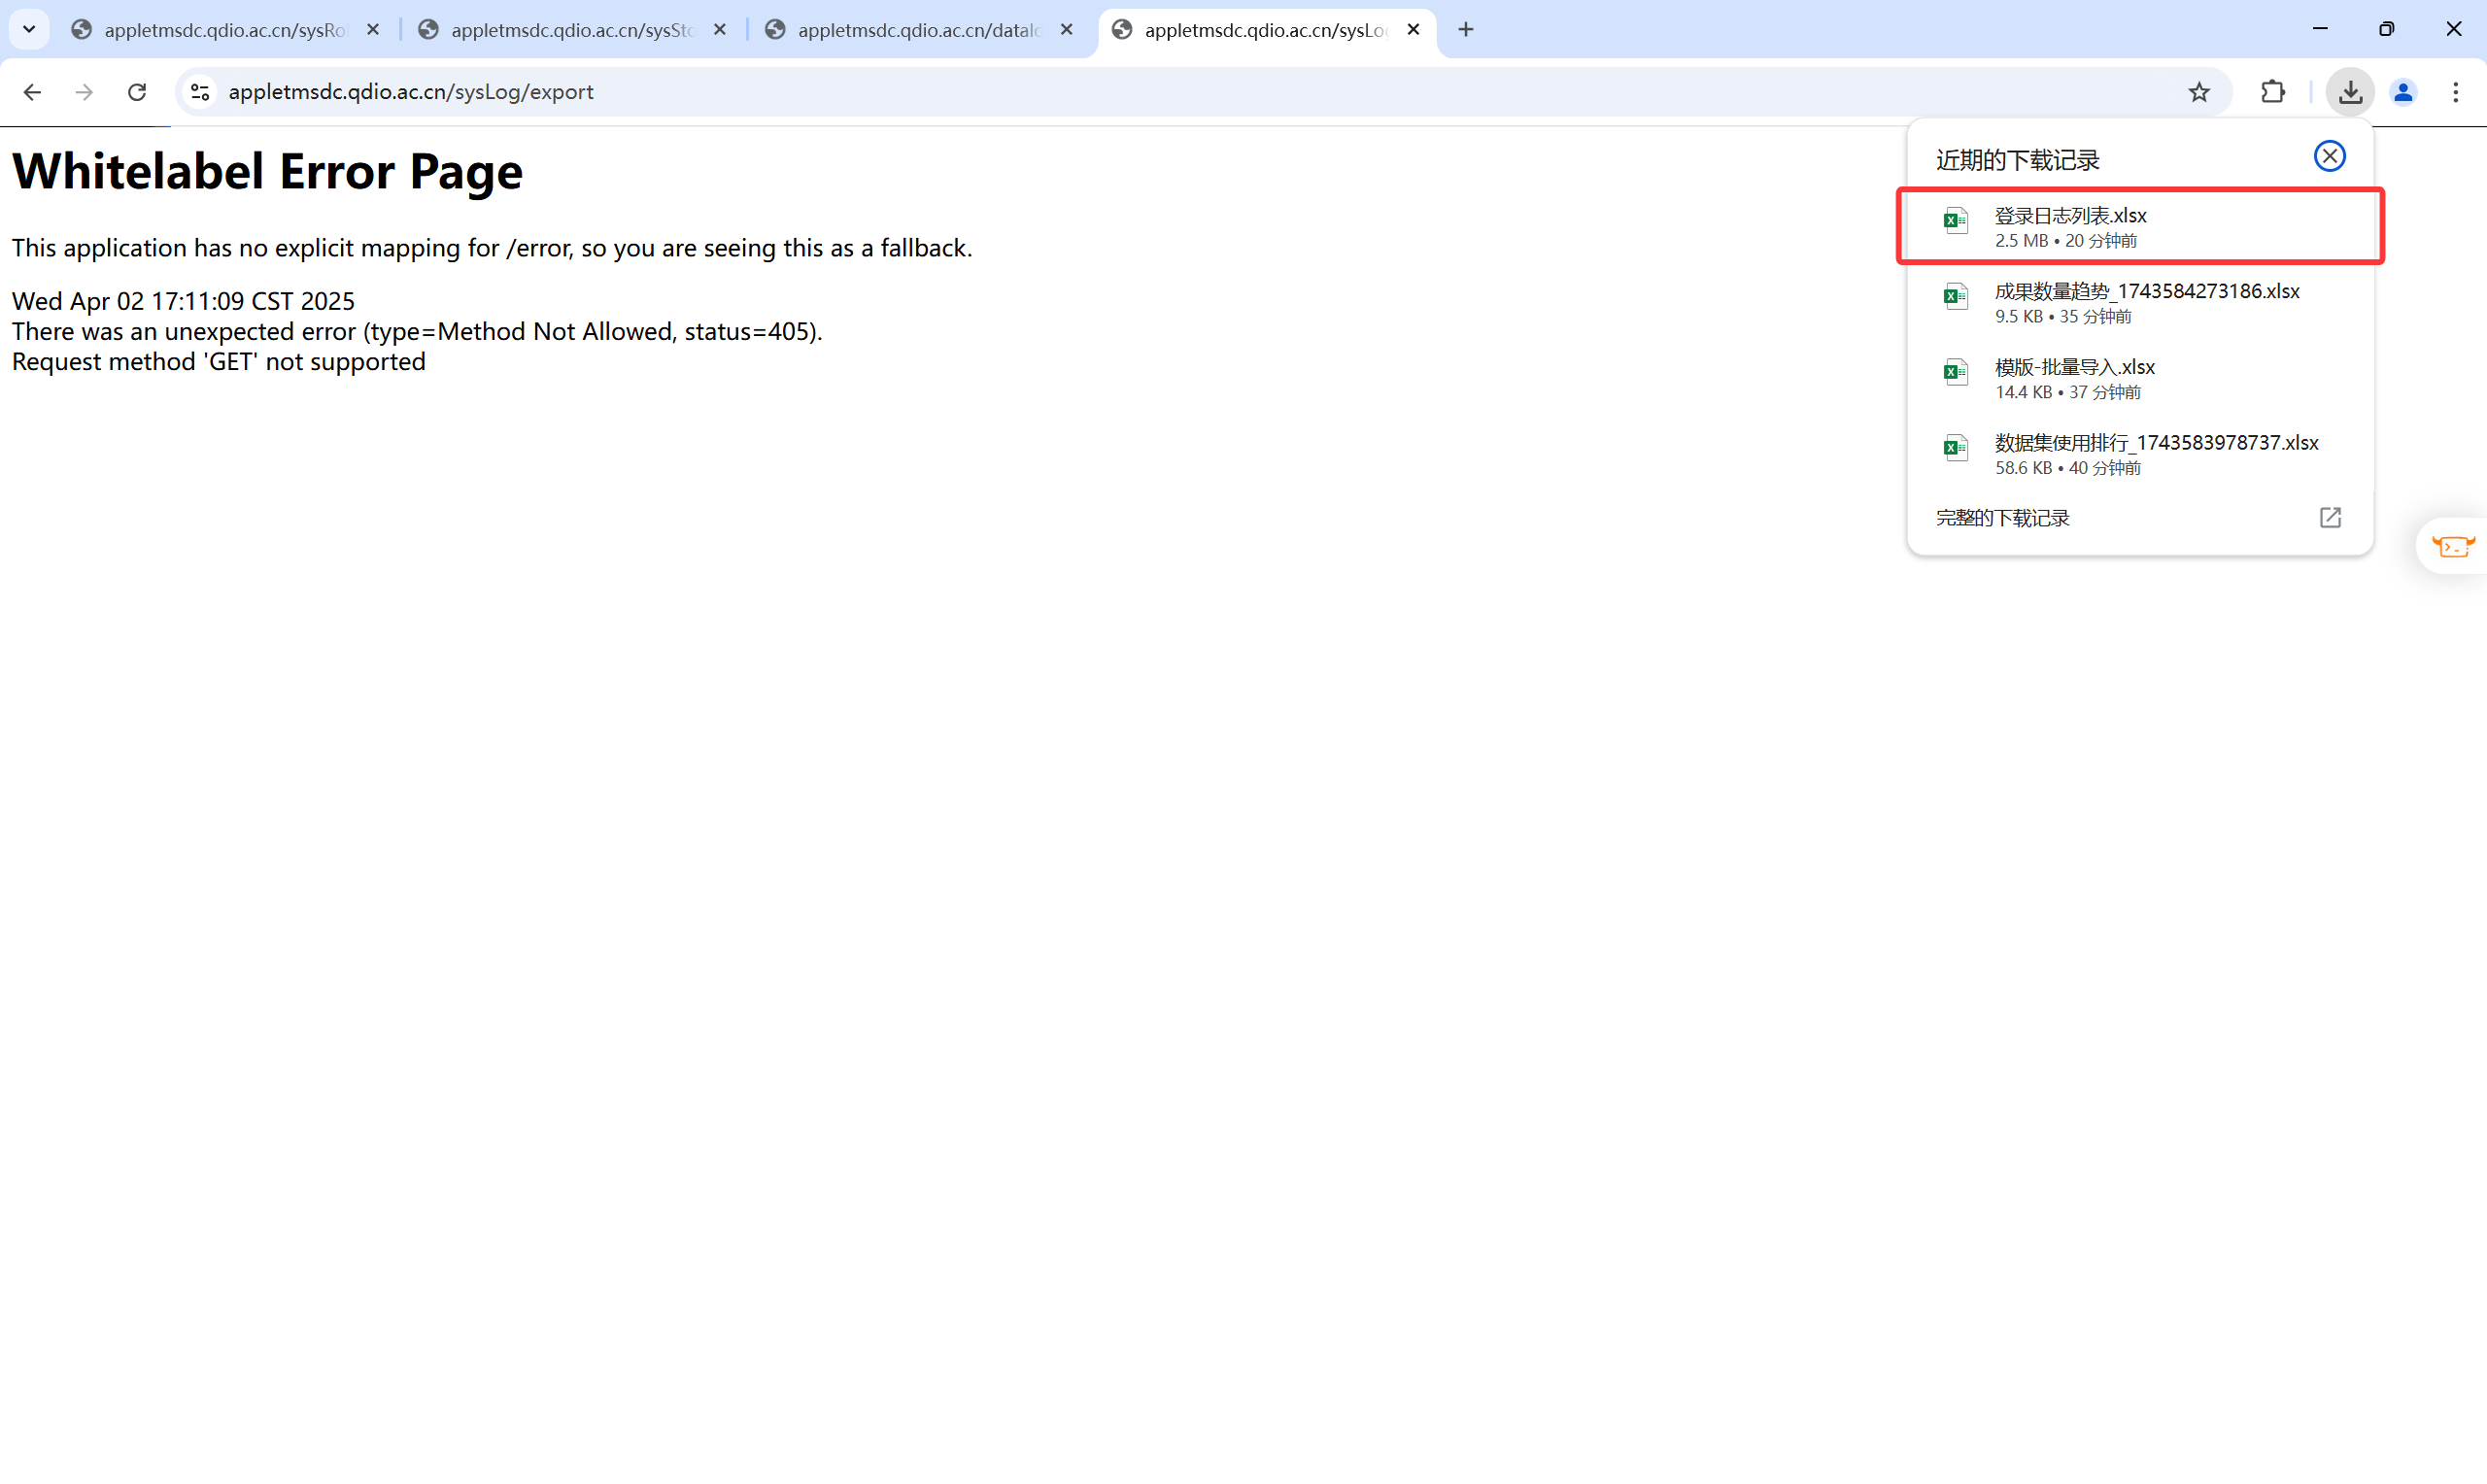 appletmsdc.qdio.ac.cn/sysRo
appletmsdc.qdio.ac.cn/sysSto
appletmsdc.qdio.ac.cn/datalo
appletmsdc.qdio.ac.cn/sysLo
appletmsdc.qdio.ac.cn/sysLog/export
Whitelabel Error Page
This application has no explicit mapping for /error, so you are seeing this as a fallback.
Wed Apr 02 17:11:09 CST 2025
There was an unexpected error (type=Method Not Allowed, status=405).
Request method 'GET' not supported
近期的下载记录
登录日志列表.xlsx
2.5 MB • 20 分钟前
成果数量趋势_1743584273186.xlsx
9.5 KB • 35 分钟前
模版-批量导入.xlsx
14.4 KB • 37 分钟前
数据集使用排行_1743583978737.xlsx
58.6 KB • 40 分钟前
完整的下载记录